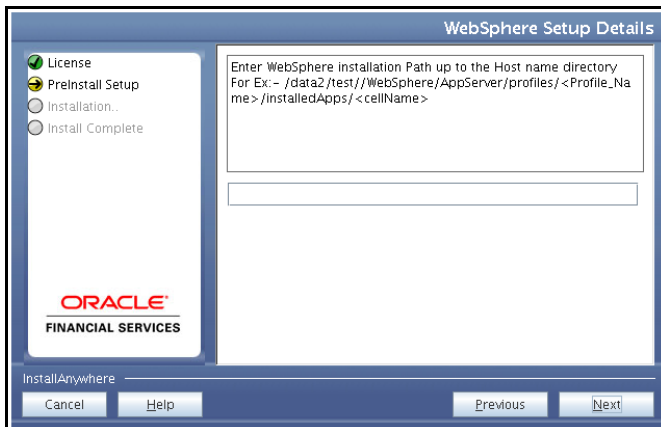 WebSphere Setup Details
License
PreInstall Setup
Installation..
Install Complete
Enter WebSphere installation Path up to the Host name directory
For Ex:- /data2/test//WebSphere/AppServer/profiles/<Profile_Na
me>/installedApps/<cellName>
ORACLE
FINANCIAL SERVICES
InstallAnywhere
Cancel
Help
Previous
Next